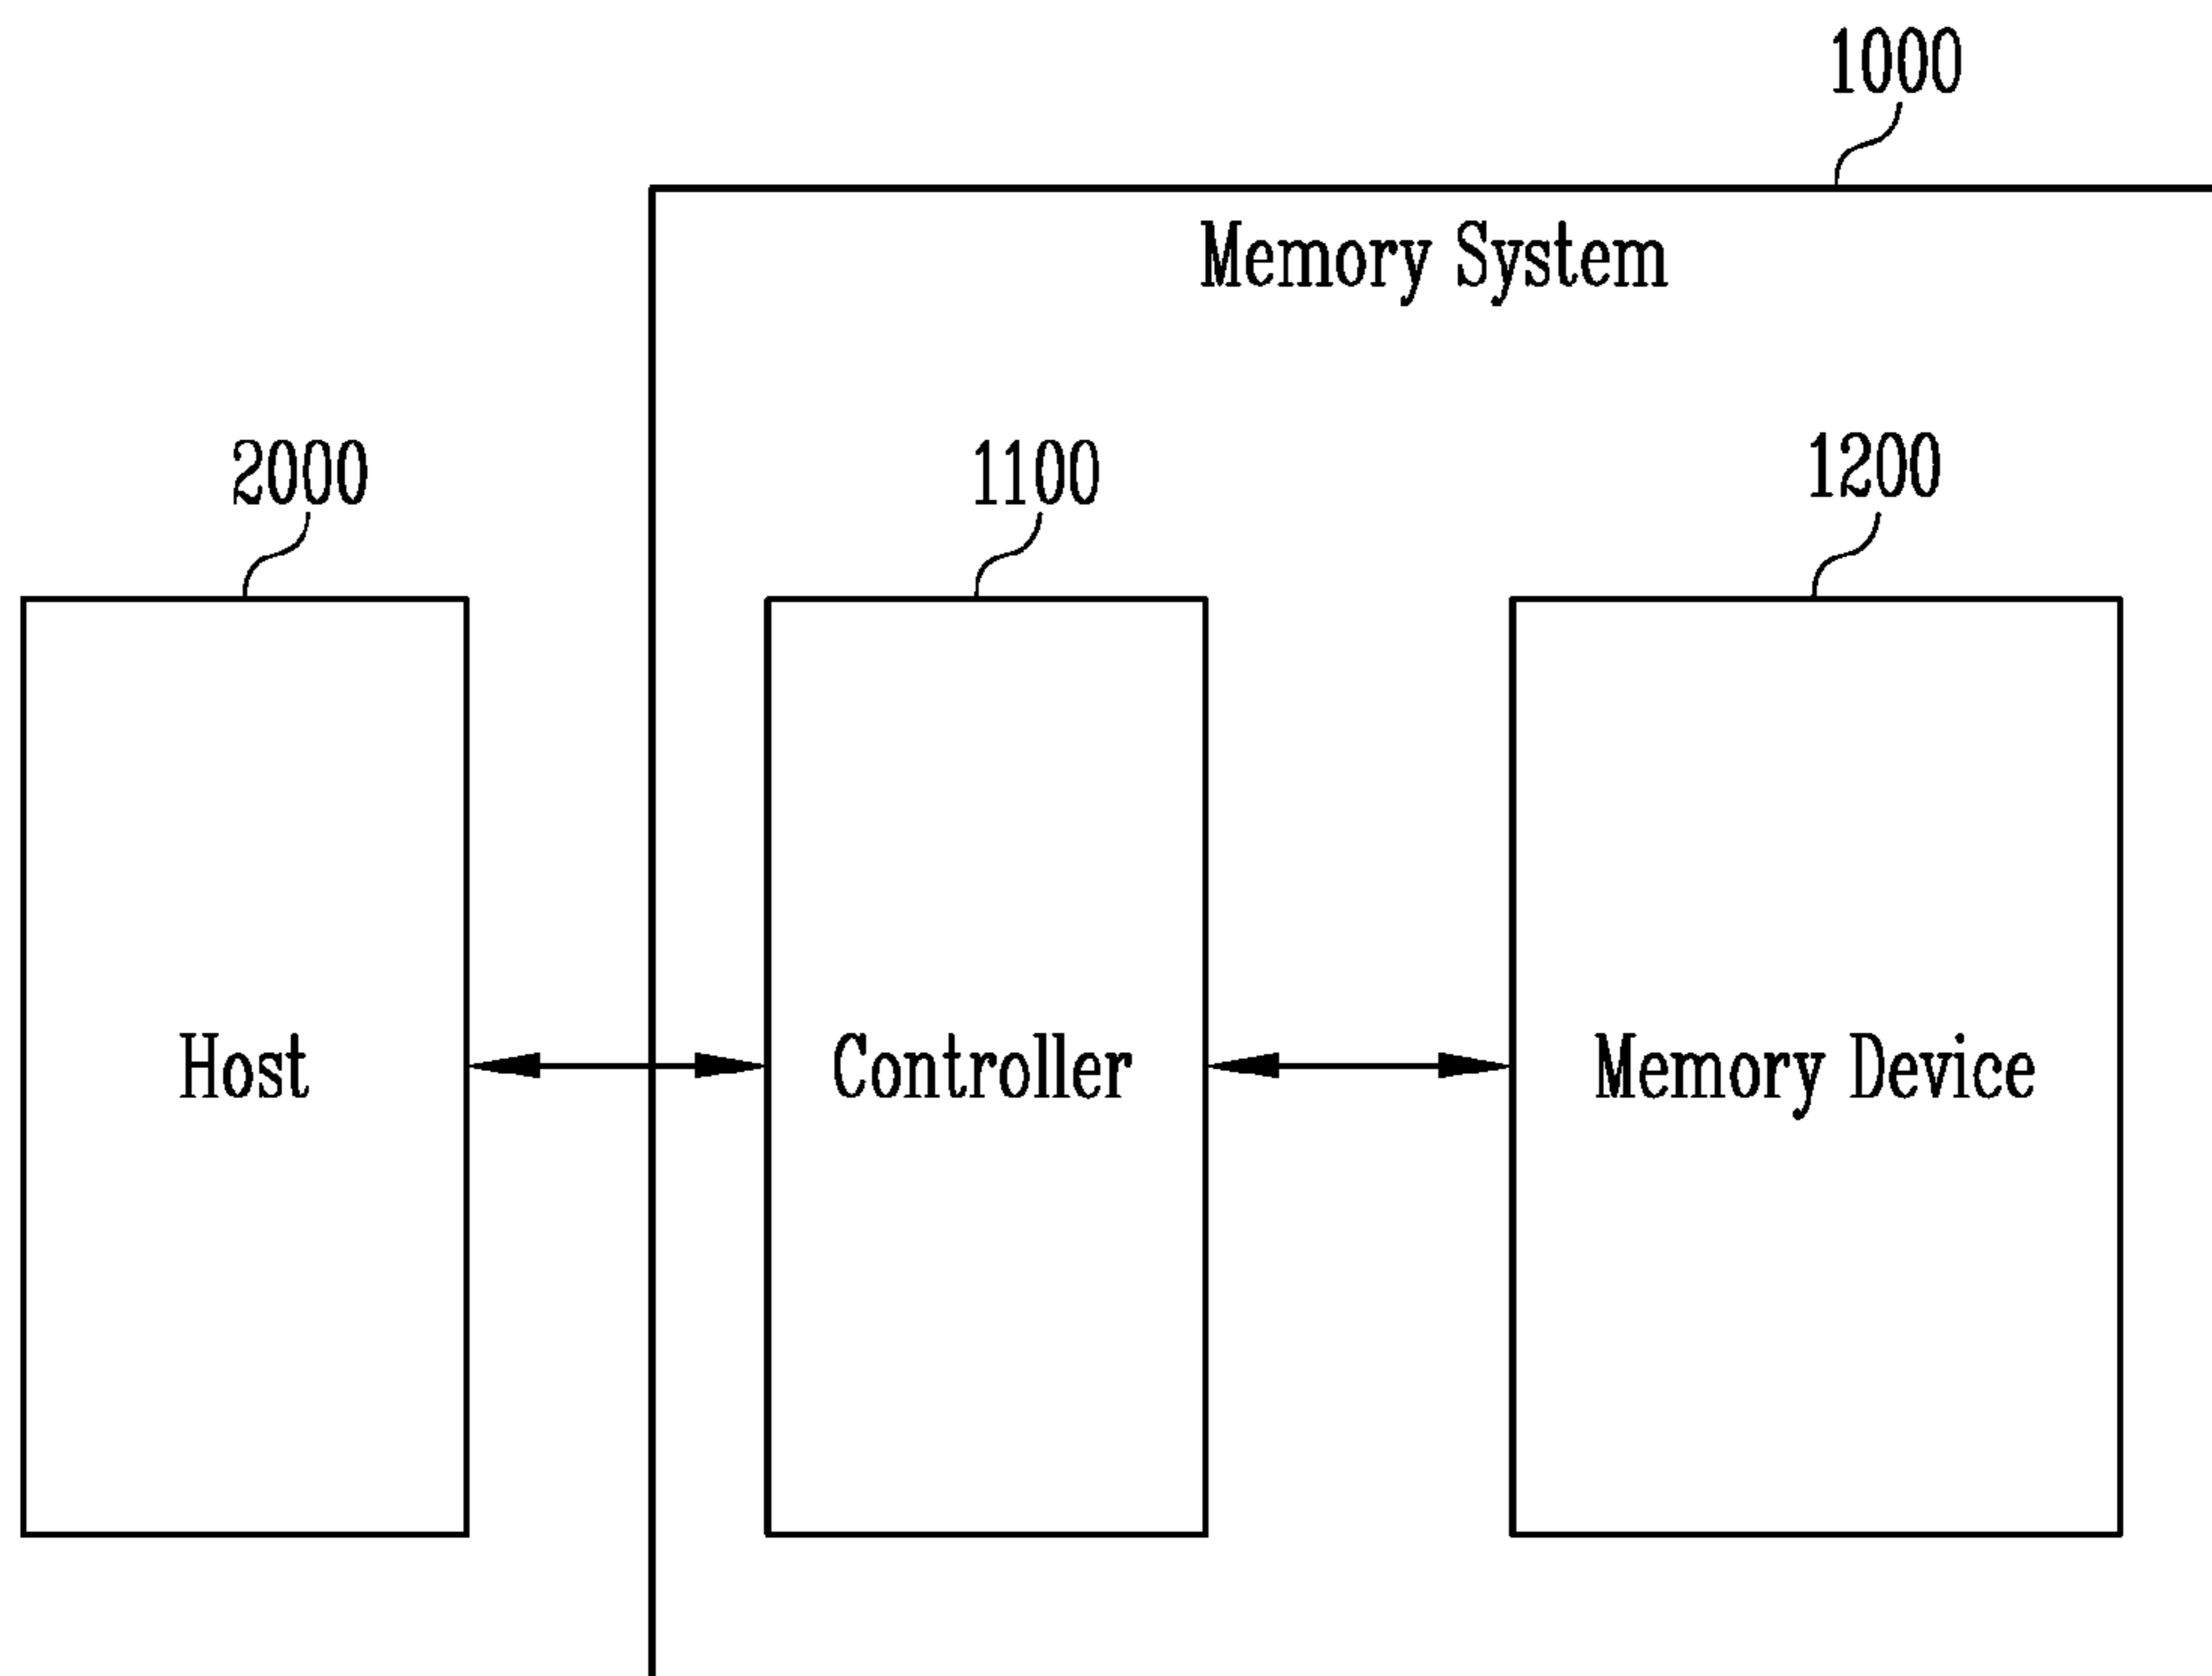 1000
Memory System
2000
1100
1200
Host
Controller
Memory Device